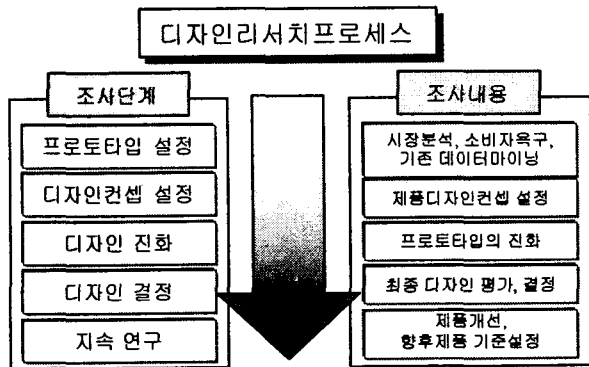 디자인리서치프로세스
조사단계
프로토타입 설정
디자인컨셉 설정
디자인 진화
디자인 결정
지속 연구
조사내용
시장분석, 소비자욕구,
기존 데이터마이닝
제품디자인컨셉 설정
프로토타입의 진화
최종 디자인 평가, 결정
제품개선,
향후제품 기준설정